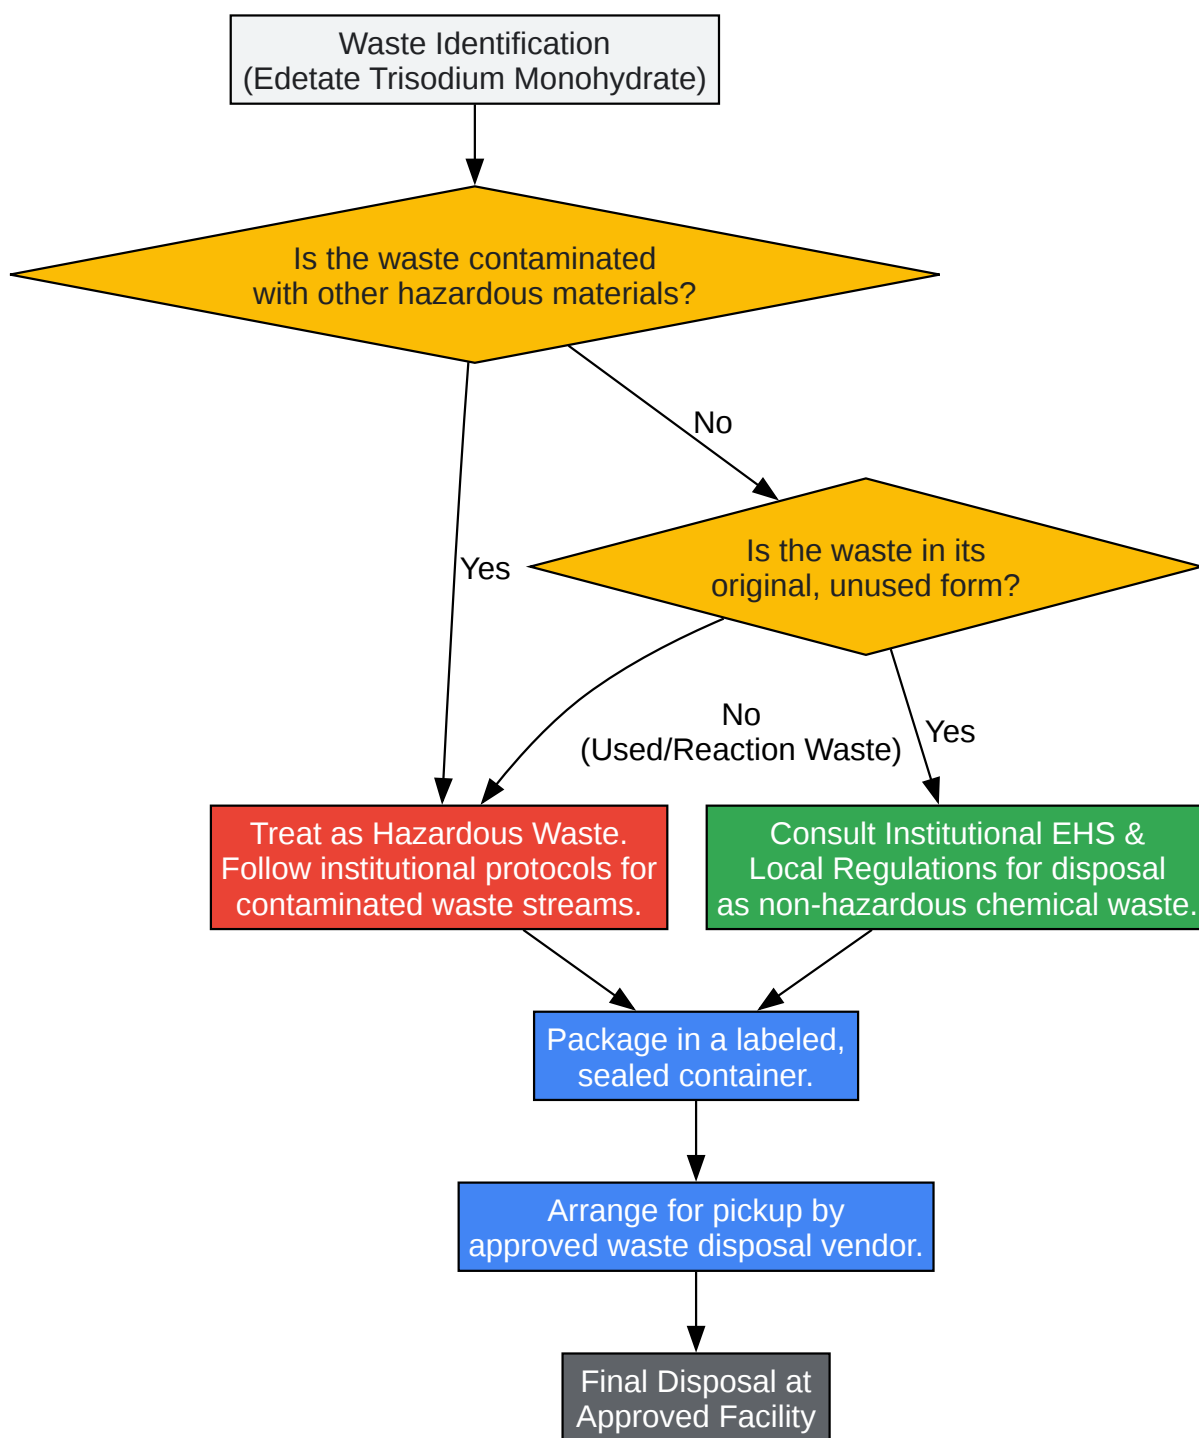 Waste Identification
(Edetate Trisodium Monohydrate)
Is the waste contaminated
with other hazardous materials?
No
Yes
Is the waste in its
original, unused form?
No
(Used/Reaction Waste)
Yes
Treat as Hazardous Waste.
Follow institutional protocols for
contaminated waste streams.
Consult Institutional EHS &
Local Regulations for disposal
as non-hazardous chemical waste.
Package in a labeled,
sealed container.
Arrange for pickup by
approved waste disposal vendor.
Final Disposal at
Approved Facility